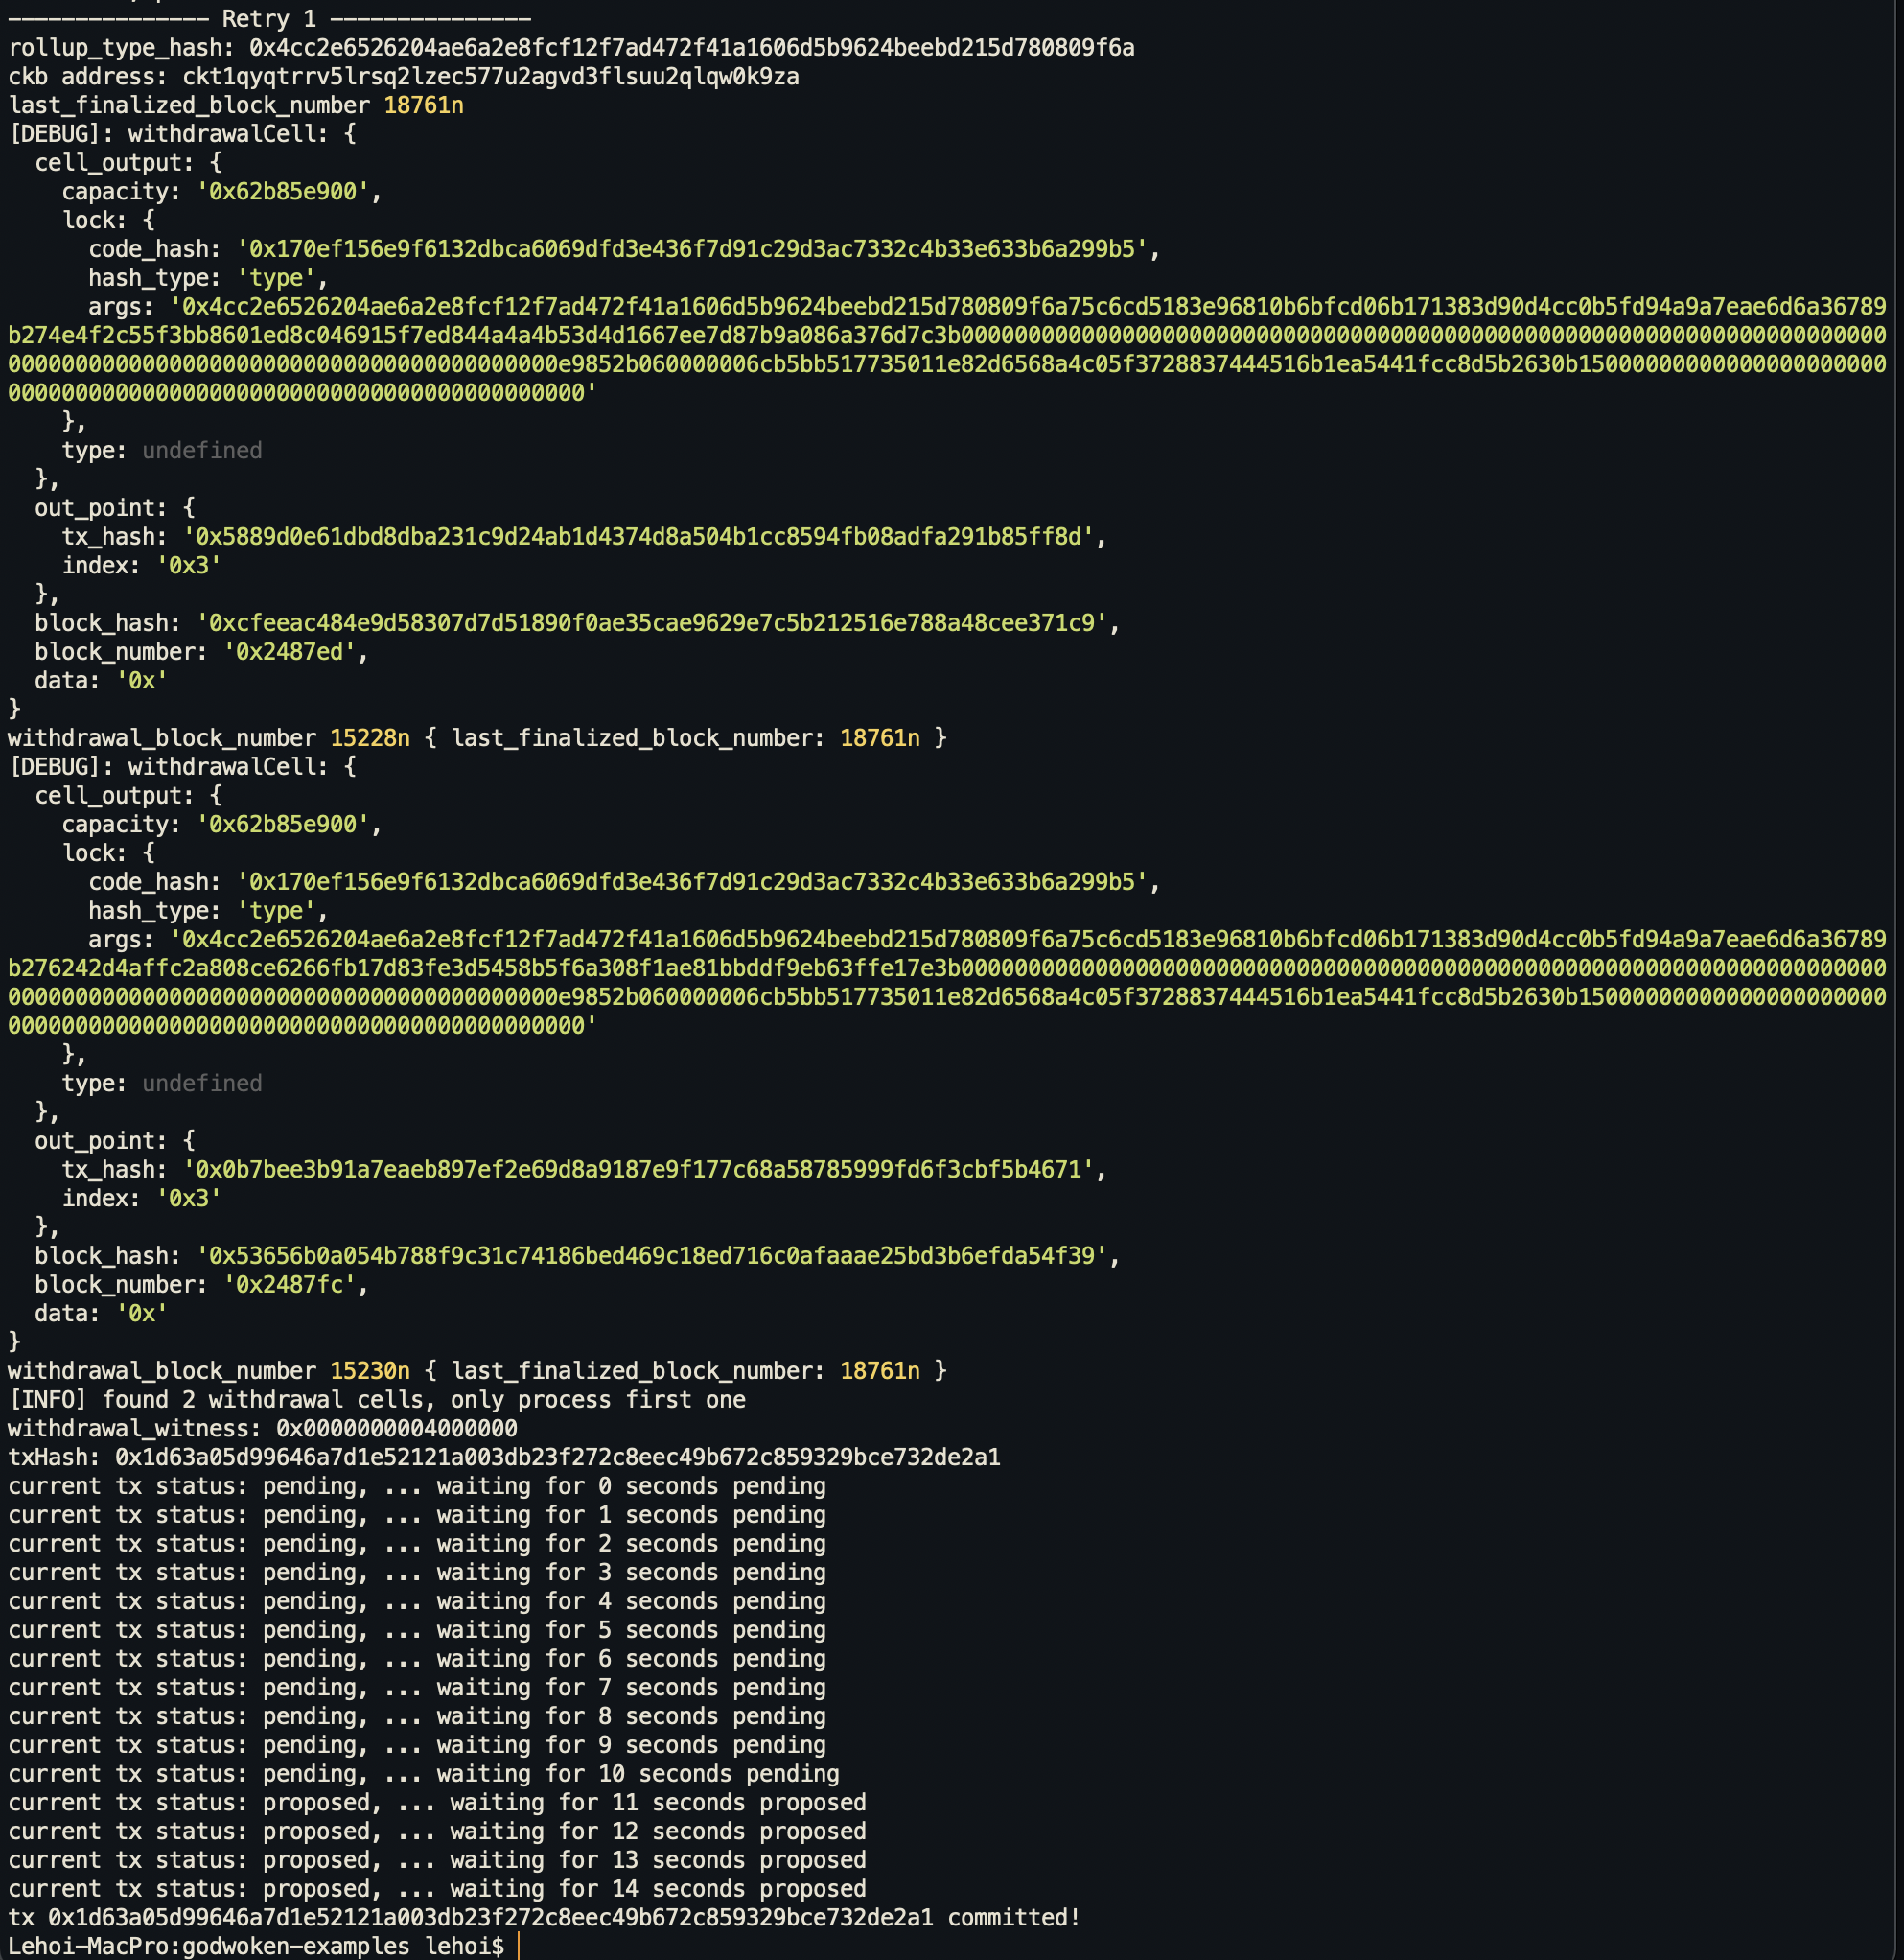 --------------- Retry 1 ---------------
rollup_type_hash: 0x4cc2e6526204ae6a2e8fcf12f7ad472f41a1606d5b9624beebd215d780809f6a
ckb address: ckt1qyqtrrv5lrsq2lzec577u2agvd3flsuu2qlqw0k9za
last_finalized_block_number 18761n
[DEBUG]: withdrawalCell: {
  cell_output: {
    capacity: '0x62b85e900',
    lock: {
      code_hash: '0x170ef156e9f6132dbca6069dfd3e436f7d91c29d3ac7332c4b33e633b6a299b5',
      hash_type: 'type',
      args: '0x4cc2e6526204ae6a2e8fcf12f7ad472f41a1606d5b9624beebd215d780809f6a75c6cd5183e96810b6bfcd06b171383d90d4cc0b5fd94a9a7eae6d6a36789
b274e4f2c55f3bb8601ed8c046915f7ed844a4a4b53d4d1667ee7d87b9a086a376d7c3b000000000000000000000000000000000000000000000000000000000000000000000
00000000000000000000000000000000000000000e9852b060000006cb5bb517735011e82d6568a4c05f3728837444516b1ea5441fcc8d5b2630b15000000000000000000000
0000000000000000000000000000000000000000000'
    },
    type: undefined
  },
  out_point: {
    tx_hash: '0x5889d0e61dbd8dba231c9d24ab1d4374d8a504b1cc8594fb08adfa291b85ff8d',
    index: '0x3'
  },
  block_hash: '0xcfeeac484e9d58307d7d51890f0ae35cae9629e7c5b212516e788a48cee371c9',
  block_number: '0x2487ed',
  data: '0x'
}
withdrawal_block_number 15228n { last_finalized_block_number: 18761n }
[DEBUG]: withdrawalCell: {
  cell_output: {
    capacity: '0x62b85e900',
    lock: {
      code_hash: '0x170ef156e9f6132dbca6069dfd3e436f7d91c29d3ac7332c4b33e633b6a299b5',
      hash_type: 'type',
      args: '0x4cc2e6526204ae6a2e8fcf12f7ad472f41a1606d5b9624beebd215d780809f6a75c6cd5183e96810b6bfcd06b171383d90d4cc0b5fd94a9a7eae6d6a36789
b276242d4affc2a808ce6266fb17d83fe3d5458b5f6a308f1ae81bbddf9eb63ffe17e3b000000000000000000000000000000000000000000000000000000000000000000000
00000000000000000000000000000000000000000e9852b060000006cb5bb517735011e82d6568a4c05f3728837444516b1ea5441fcc8d5b2630b15000000000000000000000
0000000000000000000000000000000000000000000'
    },
    type: undefined
  },
  out_point: {
    tx_hash: '0x0b7bee3b91a7eaeb897ef2e69d8a9187e9f177c68a58785999fd6f3cbf5b4671',
    index: '0x3'
  },
  block_hash: '0x53656b0a054b788f9c31c74186bed469c18ed716c0afaaae25bd3b6efda54f39',
  block_number: '0x2487fc',
  data: '0x'
}
withdrawal_block_number 15230n { last_finalized_block_number: 18761n }
[INFO] found 2 withdrawal cells, only process first one
withdrawal_witness: 0x0000000004000000
txHash: 0x1d63a05d99646a7d1e52121a003db23f272c8eec49b672c859329bce732de2a1
current tx status: pending, ... waiting for 0 seconds pending
current tx status: pending, ... waiting for 1 seconds pending
current tx status: pending, ... waiting for 2 seconds pending
current tx status: pending, ... waiting for 3 seconds pending
current tx status: pending, ... waiting for 4 seconds pending
current tx status: pending, ... waiting for 5 seconds pending
current tx status: pending, ... waiting for 6 seconds pending
current tx status: pending, ... waiting for 7 seconds pending
current tx status: pending, ... waiting for 8 seconds pending
current tx status: pending, ... waiting for 9 seconds pending
current tx status: pending, ... waiting for 10 seconds pending
current tx status: proposed, ... waiting for 11 seconds proposed
current tx status: proposed, ... waiting for 12 seconds proposed
current tx status: proposed, ... waiting for 13 seconds proposed
current tx status: proposed, ... waiting for 14 seconds proposed
tx 0x1d63a05d99646a7d1e52121a003db23f272c8eec49b672c859329bce732de2a1 committed!
Lehoi-MacPro:godwoken-examples lehoi$